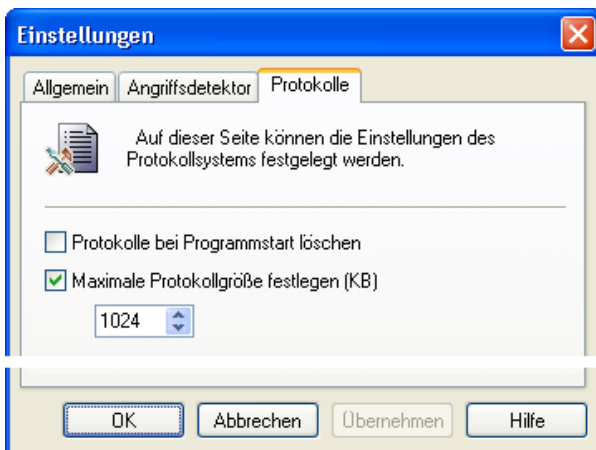 Einstellungen
Allgemein Angriffsdetektor Protokolle
Auf dieser Seite können die Einstellungen des
Protokollsystems festgelegt werden.
Protokolle bei Programmstart löschen
Maximale Protokollgröße festlegen (KB)
1024
OK Abbrechen Übernehmen Hilfe